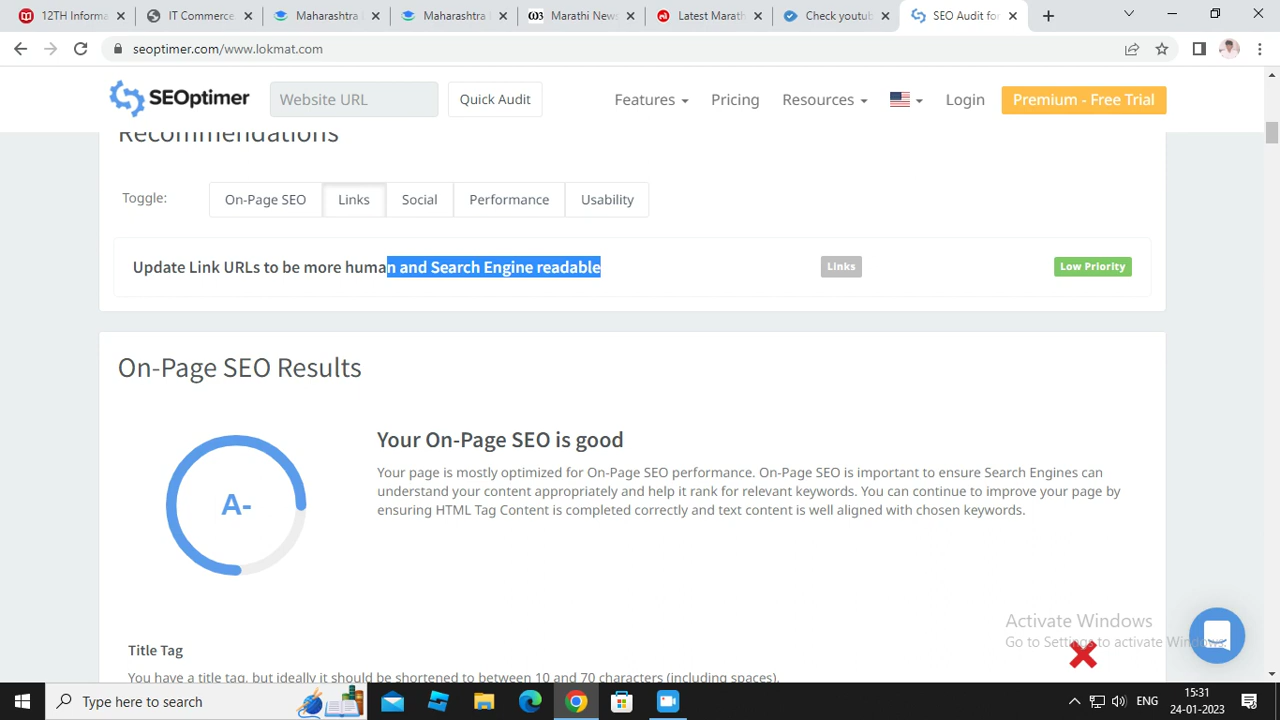 12TH Informa
IT Commerce
Maharashtra
Maharashtra
Marathi News
Latest Marath
Check youtub
SEO Audit for
seoptimer.com/www.lokmat.com
SEOptimer
Website URL
Quick Audit
Features
Pricing
Resources
Login
Premium - Free Trial
Recommendations
Toggle:
On-Page SEO
Links
Social
Performance
Usability
Update Link URLs to be more human and Search Engine readable
Links
Low Priority
On-Page SEO Results
A-
Your On-Page SEO is good
Your page is mostly optimized for On-Page SEO performance. On-Page SEO is important to ensure Search Engines can
understand your content appropriately and help it rank for relevant keywords. You can continue to improve your page by
ensuring HTML Tag Content is completed correctly and text content is well aligned with chosen keywords.
Activate Windows
Go to Settings to activate Windows.
Title Tag
You have a title tag, but ideally it should be shortened to between 10 and 70 characters (including spaces).
Type here to search
ENG
15:31
24-01-2023